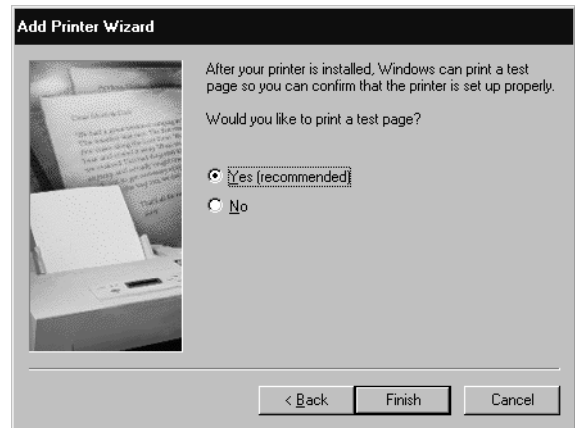 Add Printer Wizard
After your printer is installed, Windows can print a test
page so you can confirm that the printer is set up properly.
Would you like to print a test page?
Yes (recommended)
No
< Back
Finish
Cancel